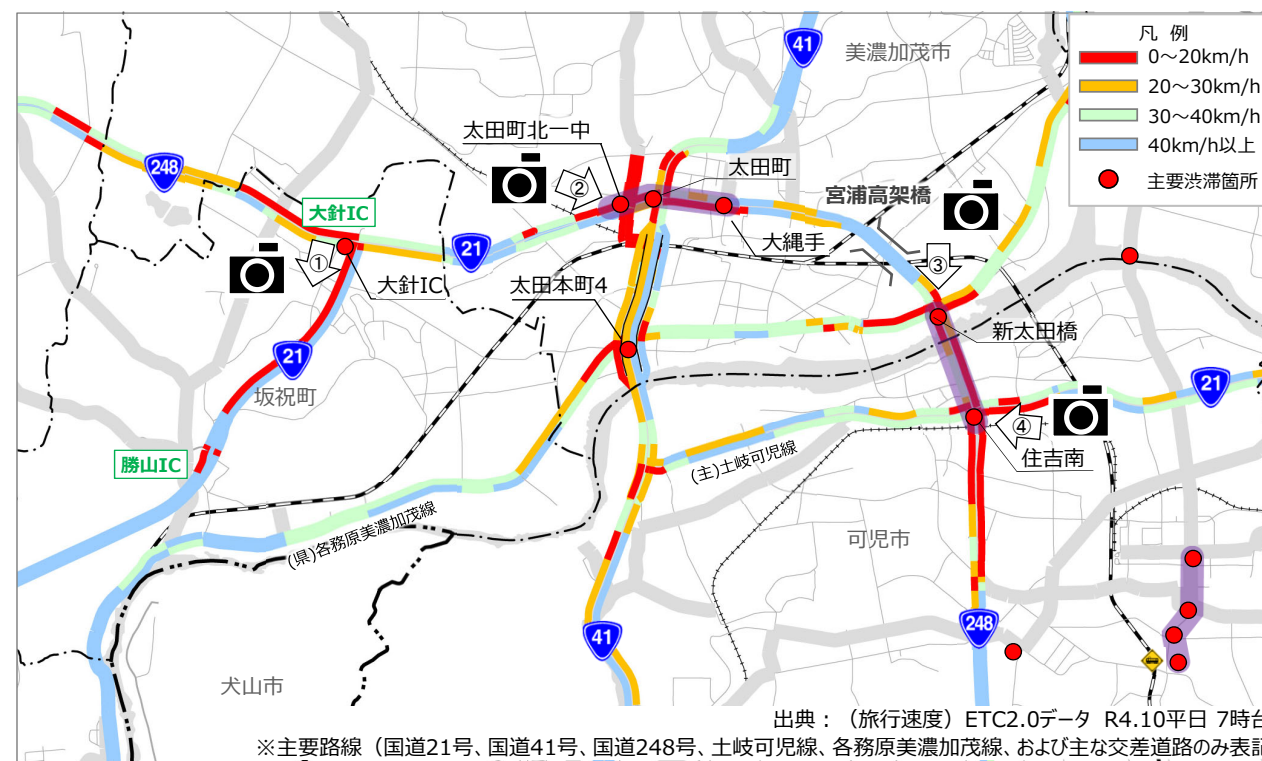 凡 例
0～20km/h
20～30km/h
30～40km/h
40km/h以上
主要渋滞箇所
41
美濃加茂市
太田町北一中
②
太田町
宮浦高架橋
248
大針IC
①
21
大縄手
③
大針IC
太田本町4
新太田橋
21
坂祝町
21
④
住吉南
勝山IC
(主)土岐可児線
(県)各務原美濃加茂線
可児市
41
248
犬山市
出典：（旅行速度）ETC2.0データ R4.10平日 7時台
※主要路線（国道21号、国道41号、国道248号、土岐可児線、各務原美濃加茂線、および主な交差道路のみ表記